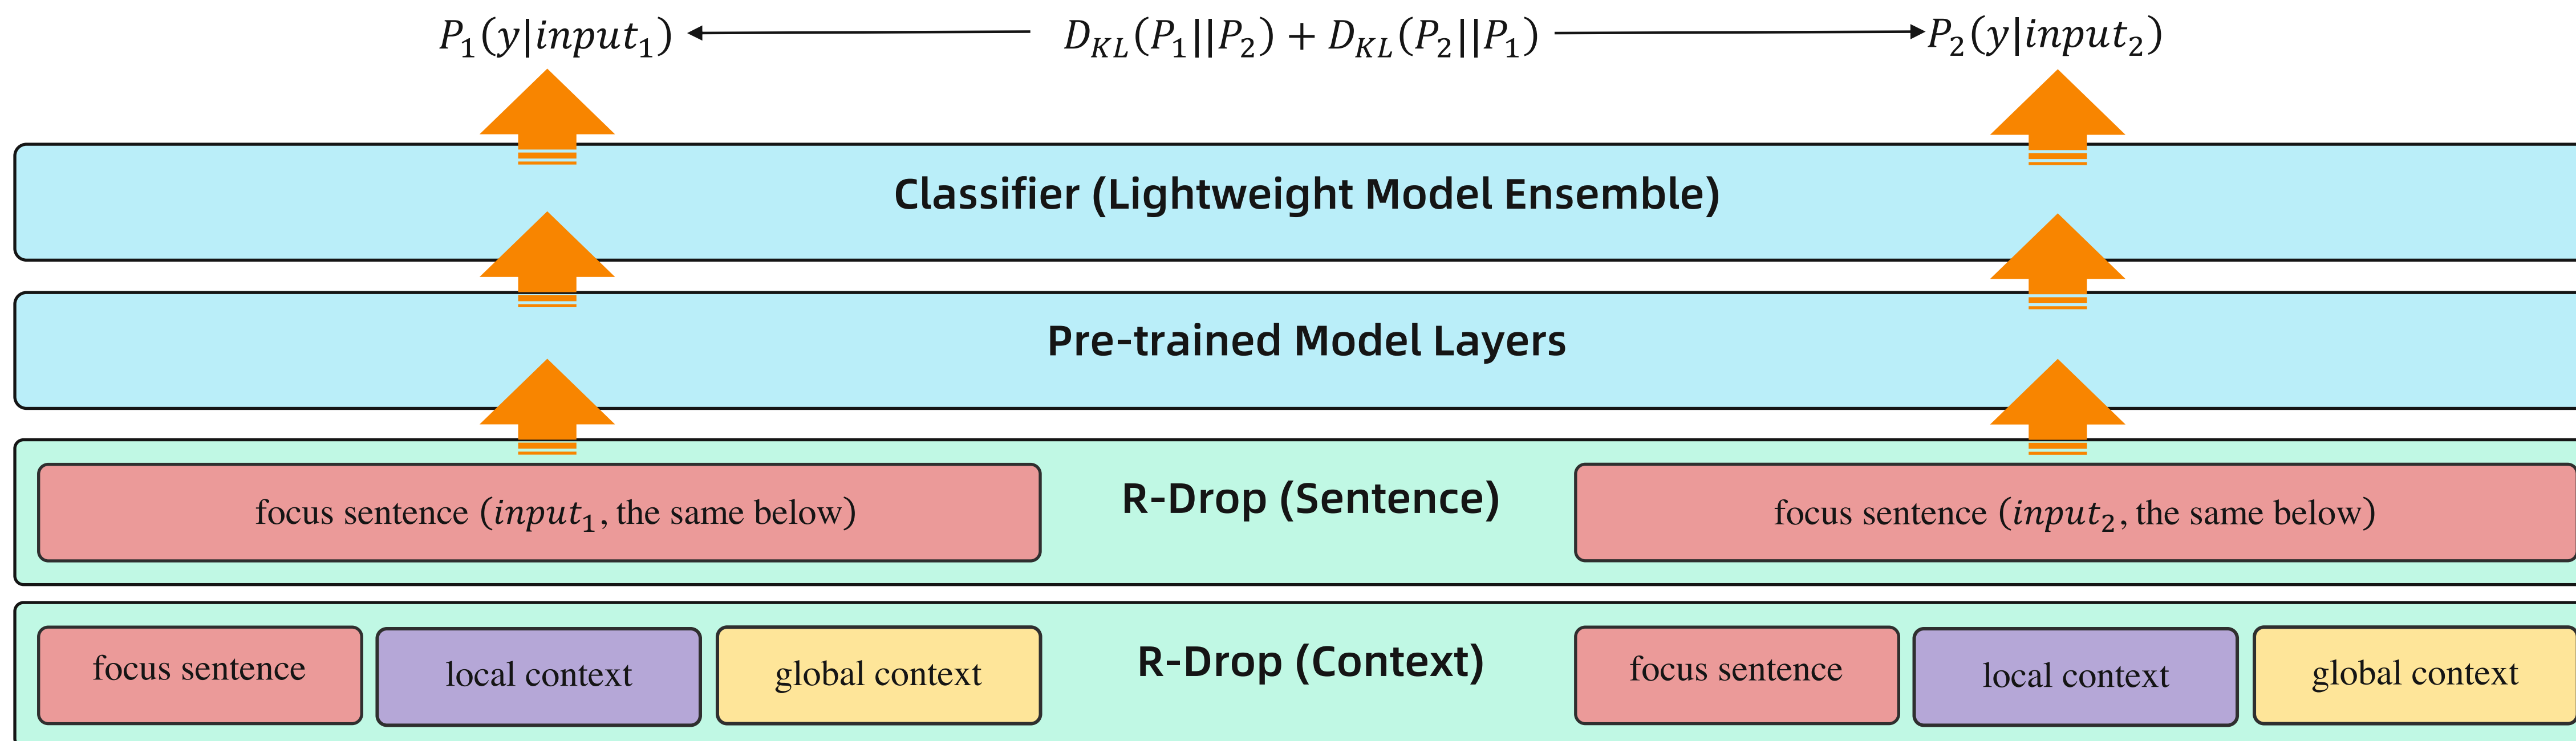 P₁(y|input₁) D_KL(P₁||P₂) + D_KL(P₂||P₁) P₂(y|input₂)
Classifier (Lightweight Model Ensemble)
Pre-trained Model Layers
focus sentence (input₁, the same below) R-Drop (Sentence) focus sentence (input₂, the same below)
focus sentence local context global context R-Drop (Context) focus sentence local context global context